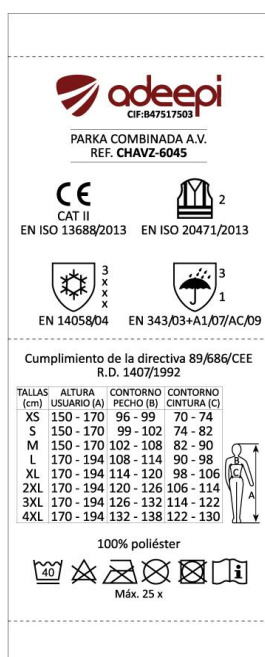 adeepi
CIF:B47517503
PARKA COMBINADA A.V.
REF. CHAVZ-6045
CE
CAT II
EN ISO 13688/2013
2
EN ISO 20471/2013
3
x
x
x
EN 14058/04
3
1
EN 343/03+A1/07/AC/09
Cumplimiento de la directiva 89/686/CEE
R.D. 1407/1992
TALLAS (cm) ALTURA USUARIO (A) CONTORNO PECHO (B) CONTORNO CINTURA (C)
XS 150 - 170 96 - 99 70 - 74
S 150 - 170 99 - 102 74 - 82
M 150 - 170 102 - 108 82 - 90
L 170 - 194 108 - 114 90 - 98
XL 170 - 194 114 - 120 98 - 106
2XL 170 - 194 120 - 126 106 - 114
3XL 170 - 194 126 - 132 114 - 122
4XL 170 - 194 132 - 138 122 - 130
C
A
100% poliéster
40
i
Máx. 25 x